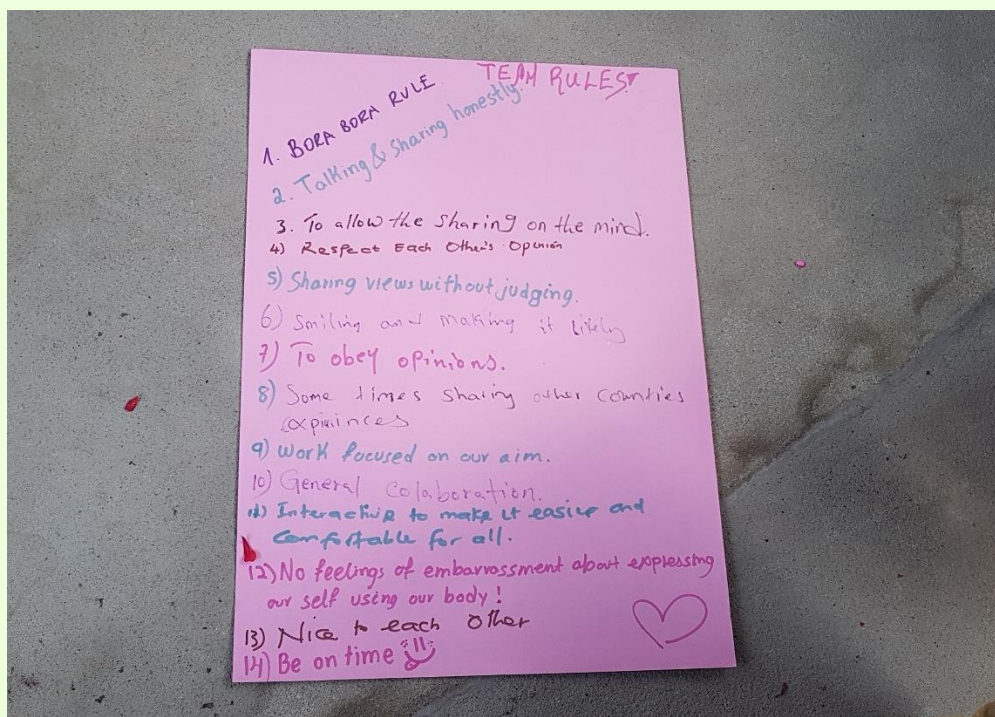 TEAM RULES!
1. BORA BORA RULE
2. Talking & Sharing honestly.
3. To allow the sharing on the mind.
4) Respect Each Other's Opinion
5) Sharing views without judging.
6) Smiling and making it likely
7) To obey opinions.
8) Some times sharing other counties
expiriinces
9) Work focused on our aim.
10) General Colaboration.
11) Interactive to make it easier and
Comfortable for all.
12) No feelings of embarrassment about expressing
our self using our body!
13) Nice to each other
14) Be on time